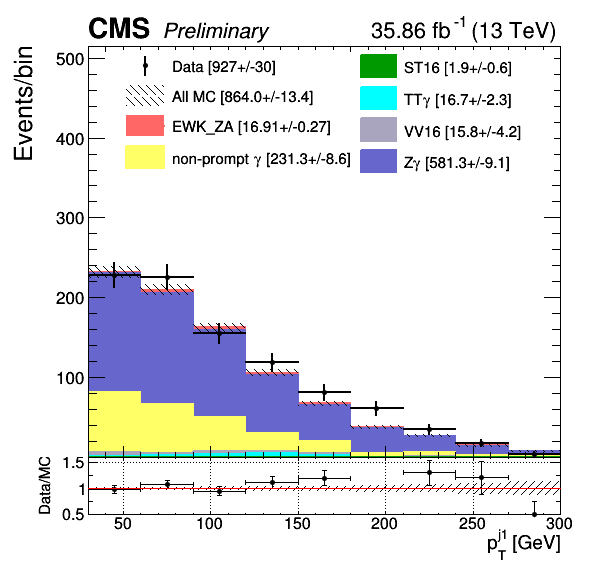 CMS Preliminary 35.86 fb⁻¹ (13 TeV)
Events/bin
500
400
300
200
100
Data [927+/-30]
All MC [864.0+/-13.4]
EWK_ZA [16.91+/-0.27]
non-prompt γ [231.3+/-8.6]
ST16 [1.9+/-0.6]
TTγ [16.7+/-2.3]
VV16 [15.8+/-4.2]
Zγ [581.3+/-9.1]
Data/MC
1.5
1
0.5
50 100 150 200 250 300
p_T^j1 [GeV]